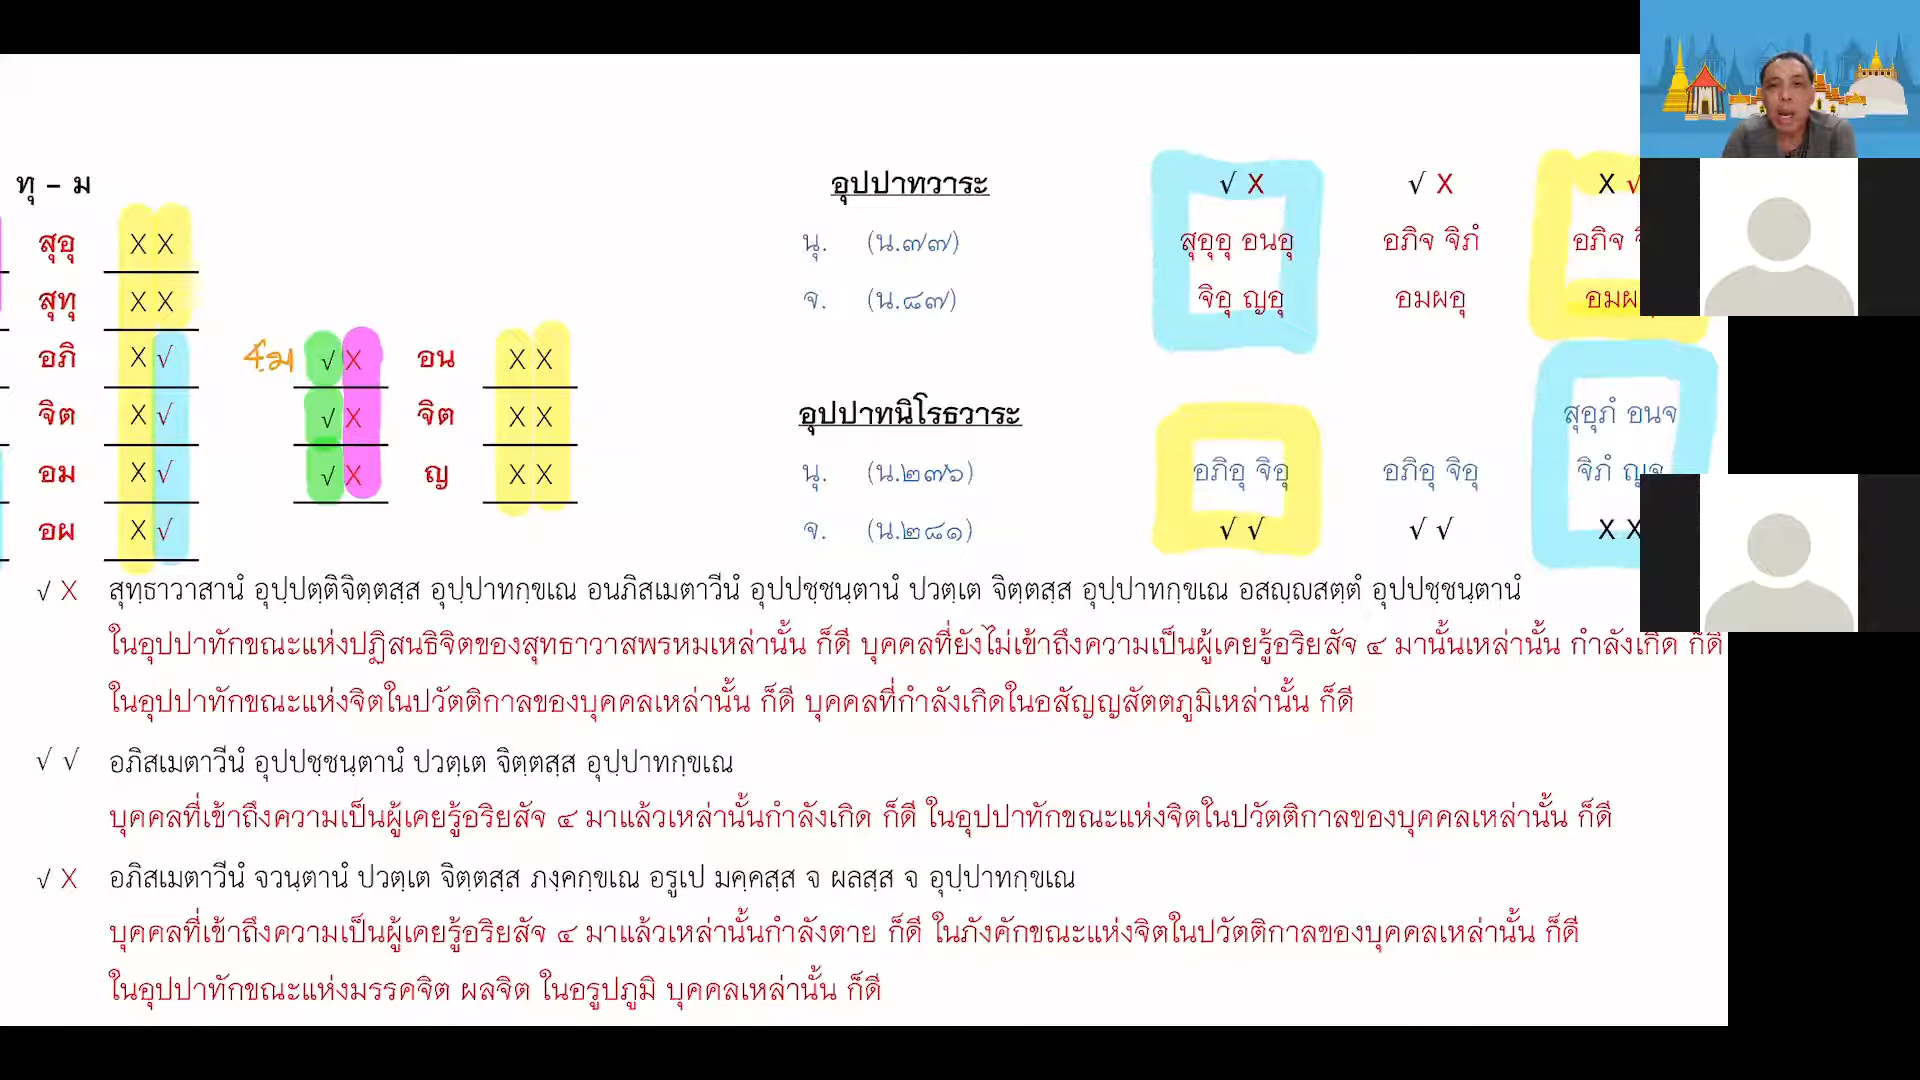 ทุ – ม
สุอุ X X
สุทุ X X
อภิ X √
จิต X √
อม X √
อผ X √
√ X อน X X
√ X จิต X X
√ X ญ X X
อุปปาทวาระ √ X √ X X √
นุ. (น.๗๗) สุอุอุ อนอุ อภิจ จิภํ อภิจ
จ. (น.๘๗) จิอุ ญอุ อมผอุ อมผ
อุปปาทนิโรธวาระ สุอุภํ อนจ
นุ. (น.๒๓๖) อภิอุ จิอุ อภิอุ จิอุ จิภํ ญจ
จ. (น.๒๘๑) √ √ √ √ X X
√ X สุทฺธาวาสานํ อุปฺปตฺติจิตฺตสฺส อุปฺปาทกฺขเณ อนภิสเมตาวีนํ อุปปชฺชนฺตานํ ปวตฺเต จิตฺตสฺส อุปฺปาทกฺขเณ อสญฺญสตฺตํ อุปปชฺชนฺตานํ
ในอุปปาทักขณะแห่งปฏิสนธิจิตของสุทธาวาสพรหมเหล่านั้น ก็ดี บุคคลที่ยังไม่เข้าถึงความเป็นผู้เคยรู้อริยสัจ ๔ มานั้นเหล่านั้น กำลังเกิด ก็ดี
ในอุปปาทักขณะแห่งจิตในปวัตติกาลของบุคคลเหล่านั้น ก็ดี บุคคลที่กำลังเกิดในอสัญญสัตตภูมิเหล่านั้น ก็ดี
√ √ อภิสเมตาวีนํ อุปปชฺชนฺตานํ ปวตฺเต จิตฺตสฺส อุปฺปาทกฺขเณ
บุคคลที่เข้าถึงความเป็นผู้เคยรู้อริยสัจ ๔ มาแล้วเหล่านั้นกำลังเกิด ก็ดี ในอุปปาทักขณะแห่งจิตในปวัตติกาลของบุคคลเหล่านั้น ก็ดี
√ X อภิสเมตาวีนํ จวนฺตานํ ปวตฺเต จิตฺตสฺส ภงฺคกฺขเณ อรูเป มคฺคสฺส จ ผลสฺส จ อุปฺปาทกฺขเณ
บุคคลที่เข้าถึงความเป็นผู้เคยรู้อริยสัจ ๔ มาแล้วเหล่านั้นกำลังตาย ก็ดี ในภังคักขณะแห่งจิตในปวัตติกาลของบุคคลเหล่านั้น ก็ดี
ในอุปปาทักขณะแห่งมรรคจิต ผลจิต ในอรูปภูมิ บุคคลเหล่านั้น ก็ดี